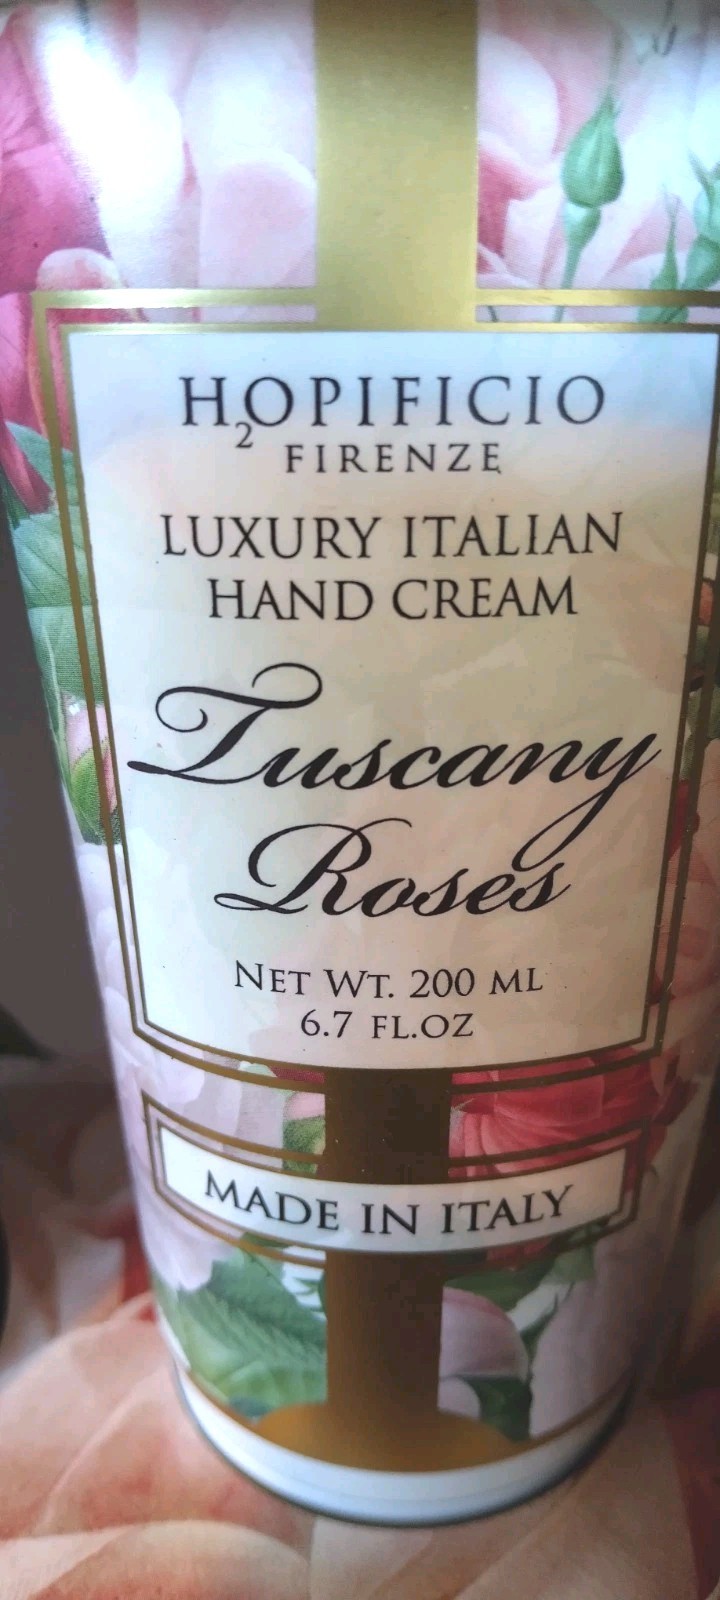 H₂OPIFICIO
FIRENZE
LUXURY ITALIAN
HAND CREAM
Tuscany
Roses
NET WT. 200 ML
6.7 FL.OZ
MADE IN ITALY